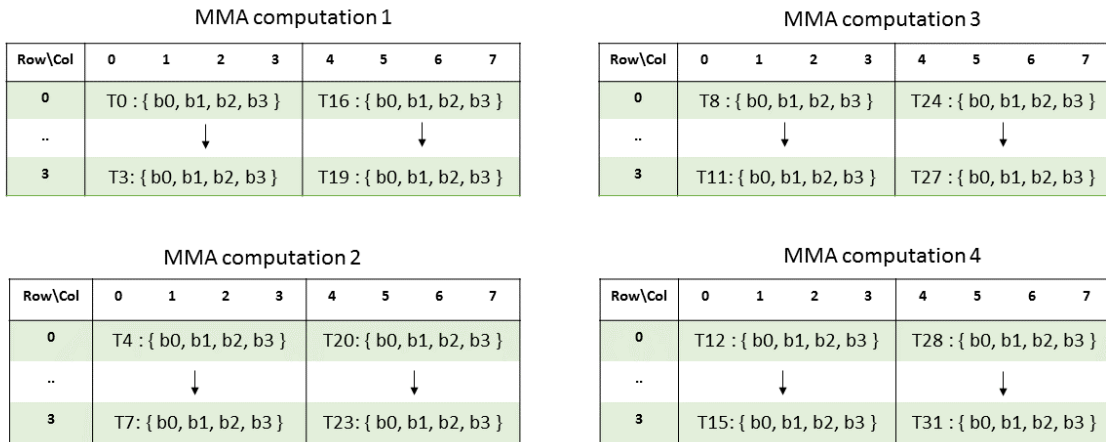 MMA computation 1
Row\Col 0 1 2 3 4 5 6 7
0 T0 : { b0, b1, b2, b3 } T16 : { b0, b1, b2, b3 }
..
3 T3: { b0, b1, b2, b3 } T19 : { b0, b1, b2, b3 }
MMA computation 3
Row\Col 0 1 2 3 4 5 6 7
0 T8 : { b0, b1, b2, b3 } T24 : { b0, b1, b2, b3 }
..
3 T11: { b0, b1, b2, b3 } T27 : { b0, b1, b2, b3 }
MMA computation 2
Row\Col 0 1 2 3 4 5 6 7
0 T4 : { b0, b1, b2, b3 } T20: { b0, b1, b2, b3 }
..
3 T7: { b0, b1, b2, b3 } T23: { b0, b1, b2, b3 }
MMA computation 4
Row\Col 0 1 2 3 4 5 6 7
0 T12 : { b0, b1, b2, b3 } T28 : { b0, b1, b2, b3 }
..
3 T15: { b0, b1, b2, b3 } T31 : { b0, b1, b2, b3 }